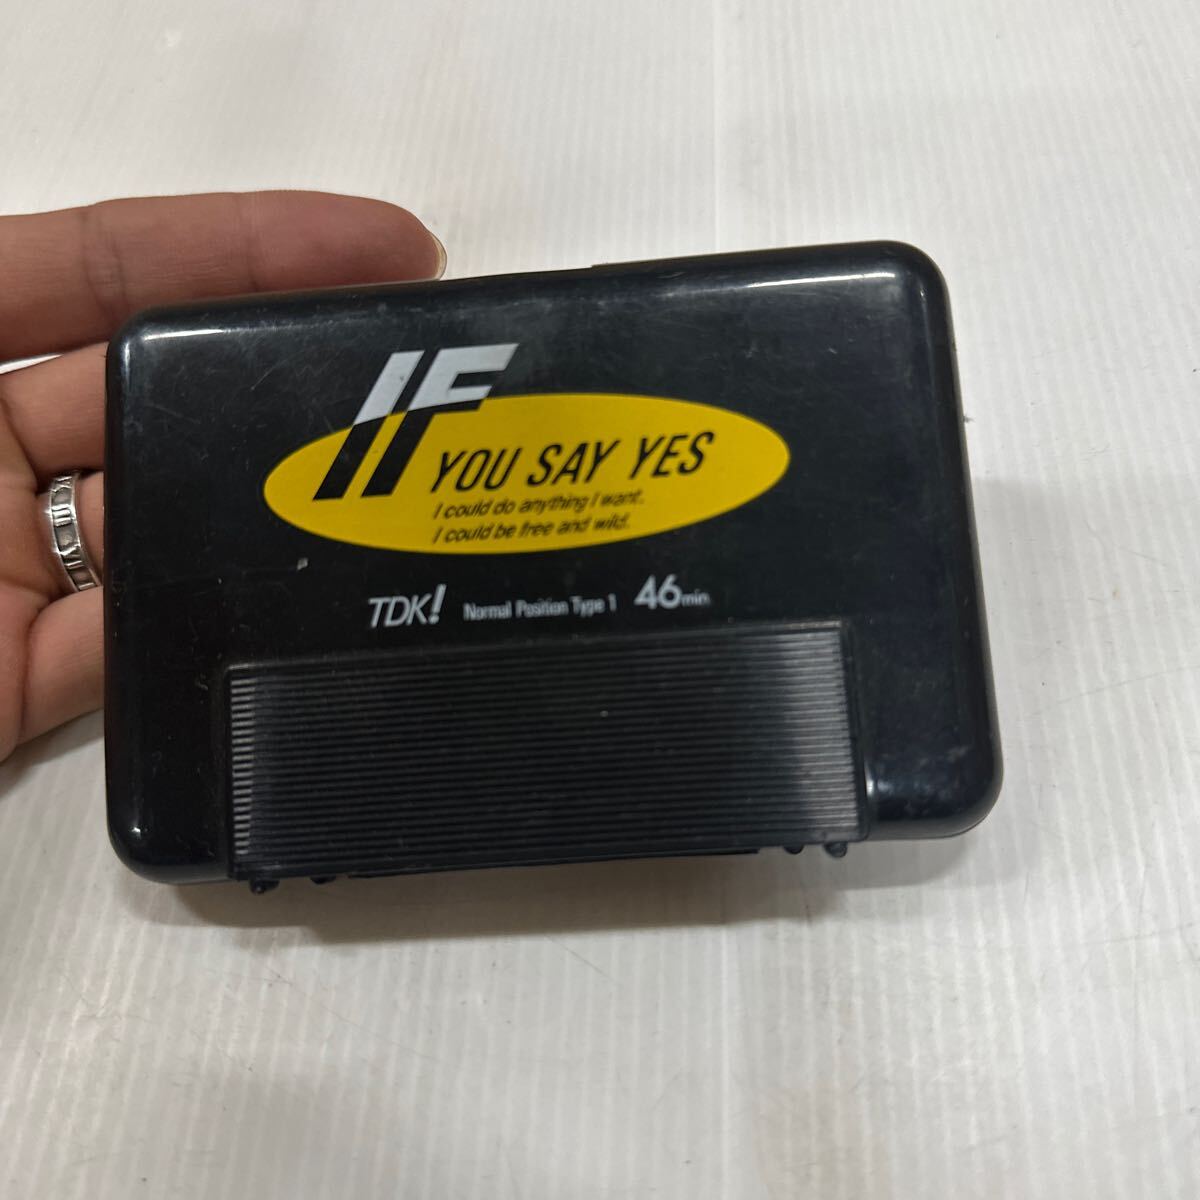 IF
YOU SAY YES
I could do anything I want.
I could be free and wild.
TDK! Normal Position Type 1 46min.